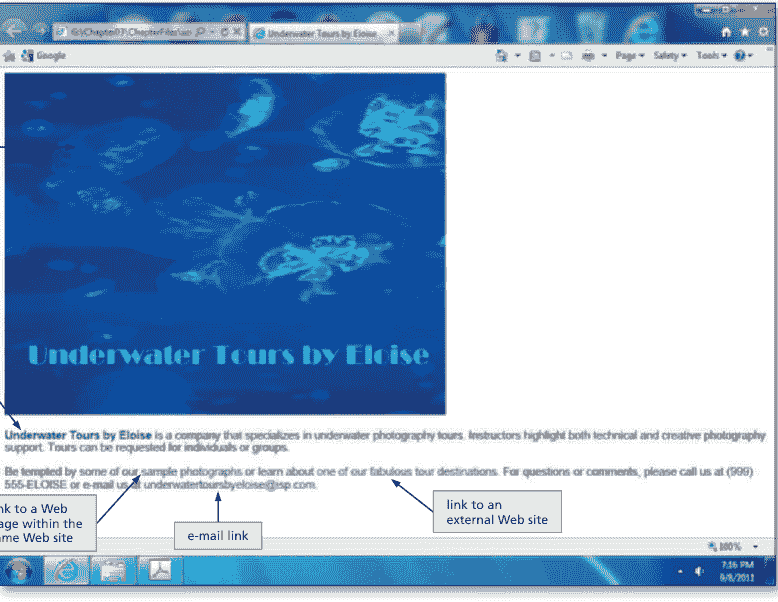 Underwater Tours by Eloise
Google
Page Safety Tools
Underwater Tours by Eloise
Underwater Tours by Eloise is a company that specializes in underwater photography tours. Instructors highlight both technical and creative photography
support. Tours can be requested for individuals or groups.
Be tempted by some of our sample photographs or learn about one of our fabulous tour destinations. For questions or comments, please call us at (999)
555-ELOISE or e-mail us at underwatertoursbyeloise@isp.com.
link to an
external Web site
nk to a Web
age within the
me Web site
e-mail link
100%
7:16 PM
9/8/2011